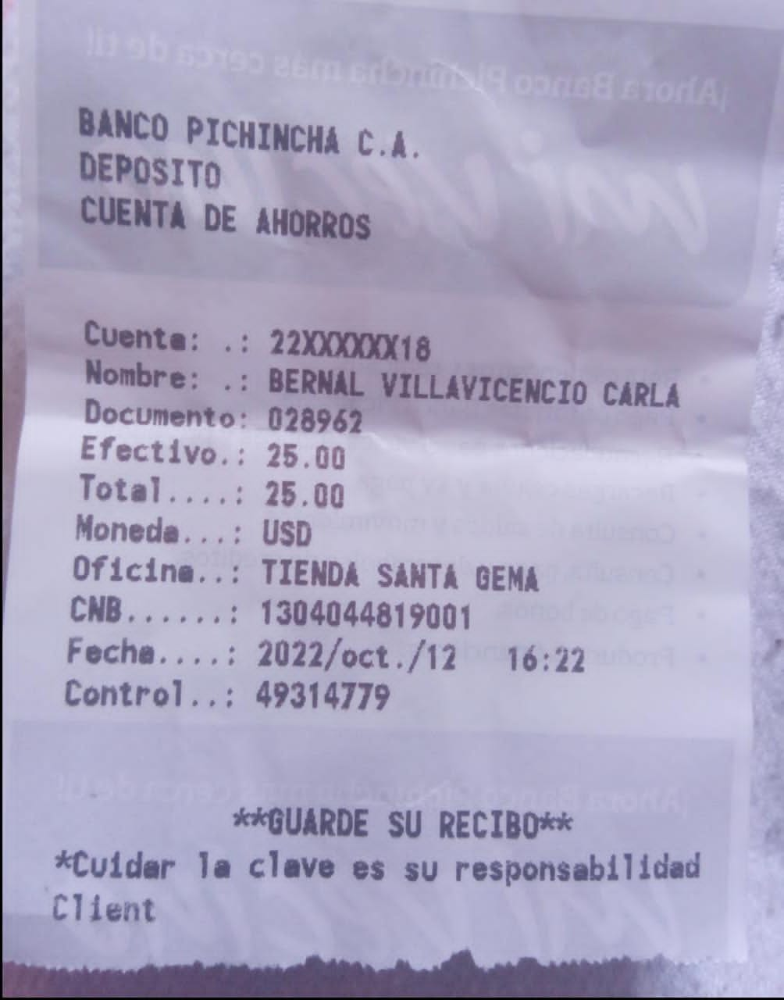 BANCO PICHINCHA C.A.
DEPOSITO
CUENTA DE AHORROS
Cuenta: .: 22XXXXXX18
Nombre: .: BERNAL VILLAVICENCIO CARLA
Documento: 028962
Efectivo.: 25.00
Total....: 25.00
Moneda...: USD
Oficina..: TIENDA SANTA GEMA
CNB......: 1304044819001
Fecha....: 2022/oct./12 16:22
Control..: 49314779
**GUARDE SU RECIBO**
*Cuidar la clave es su responsabilidad
Client